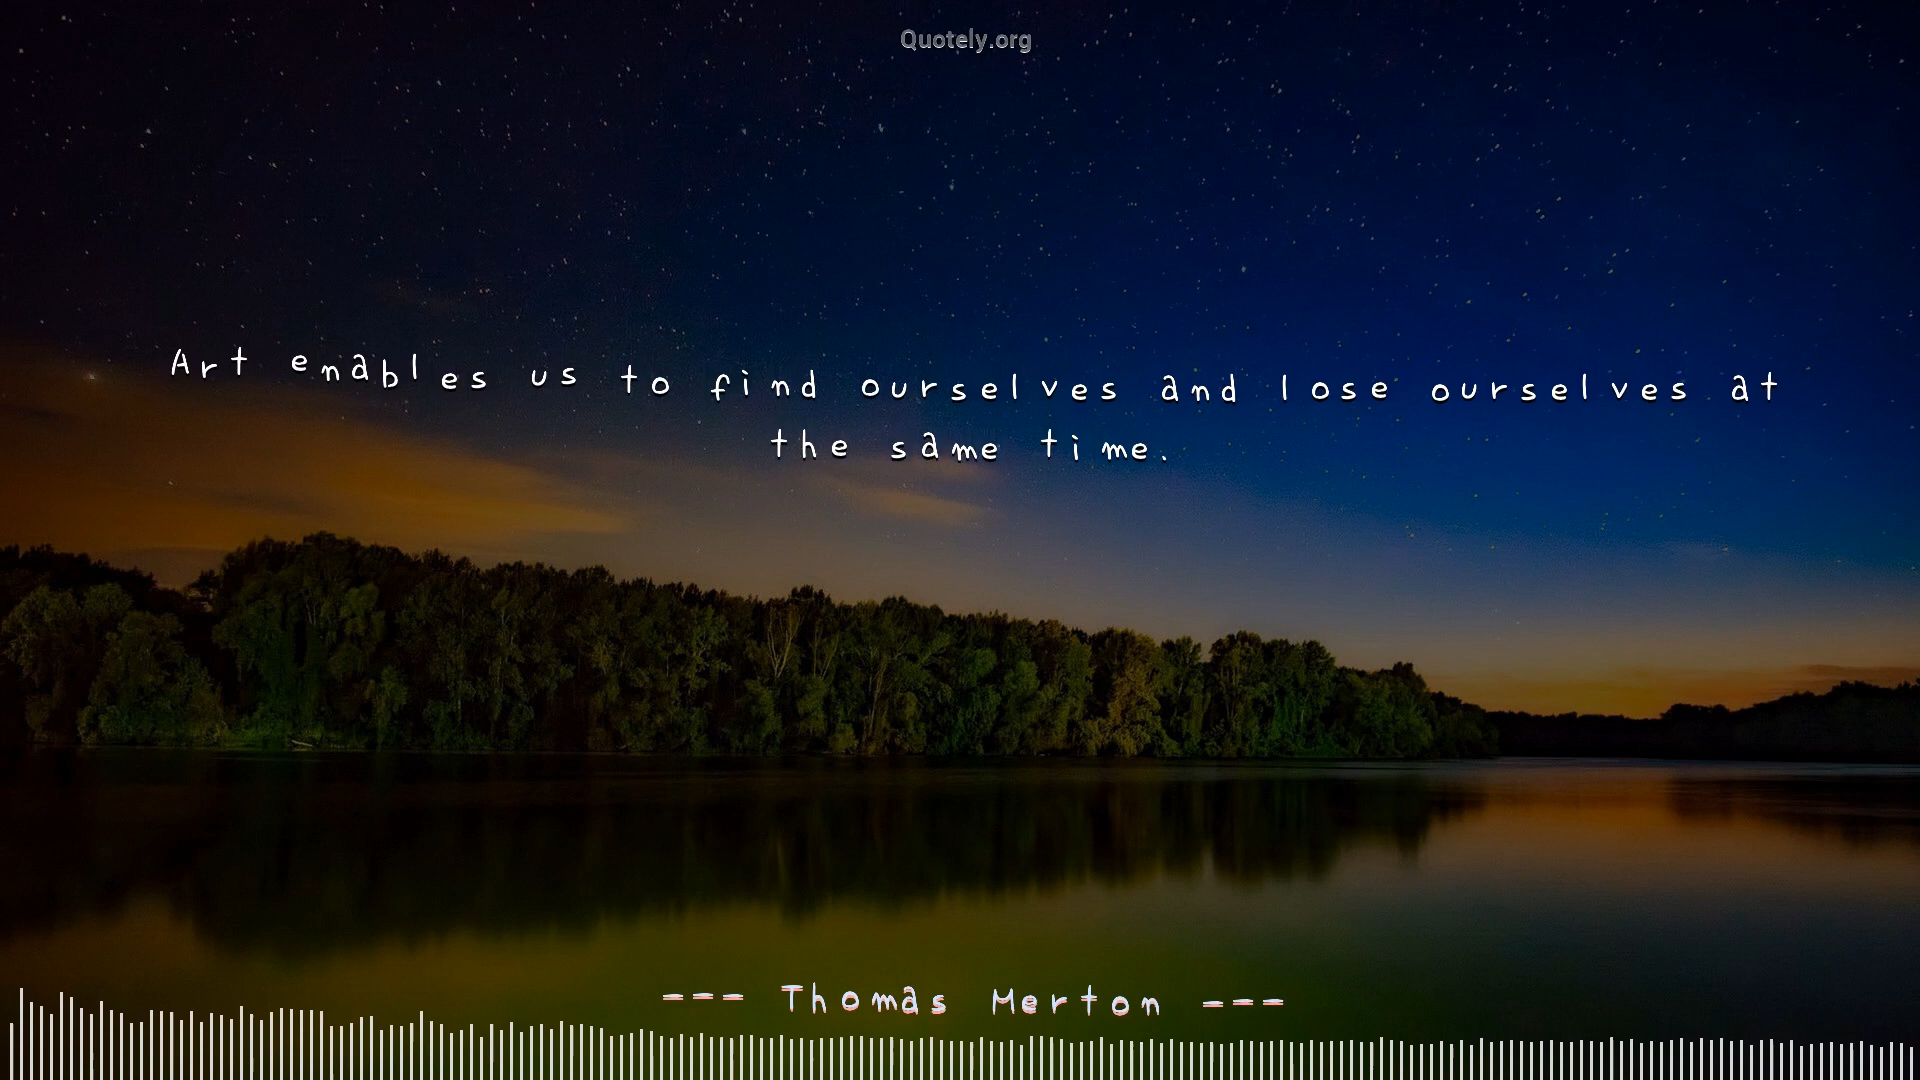 Quotely.org
Art enables us to find ourselves and lose ourselves at
the same time.
--- Thomas Merton ---